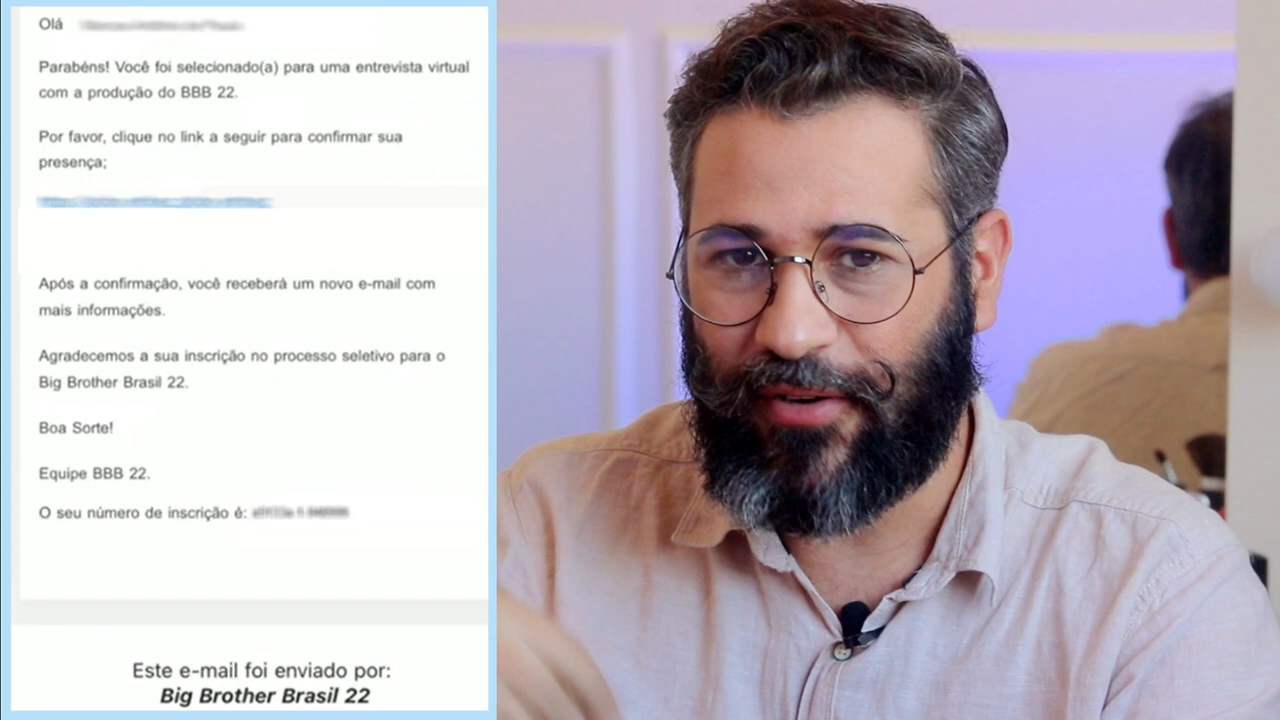 Olá
Parabéns! Você foi selecionado(a) para uma entrevista virtual
com a produção do BBB 22.
Por favor, clique no link a seguir para confirmar sua
presença;
Após a confirmação, você receberá um novo e-mail com
mais informações.
Agradecemos a sua inscrição no processo seletivo para o
Big Brother Brasil 22.
Boa Sorte!
Equipe BBB 22.
O seu número de inscrição é:
Este e-mail foi enviado por:
Big Brother Brasil 22